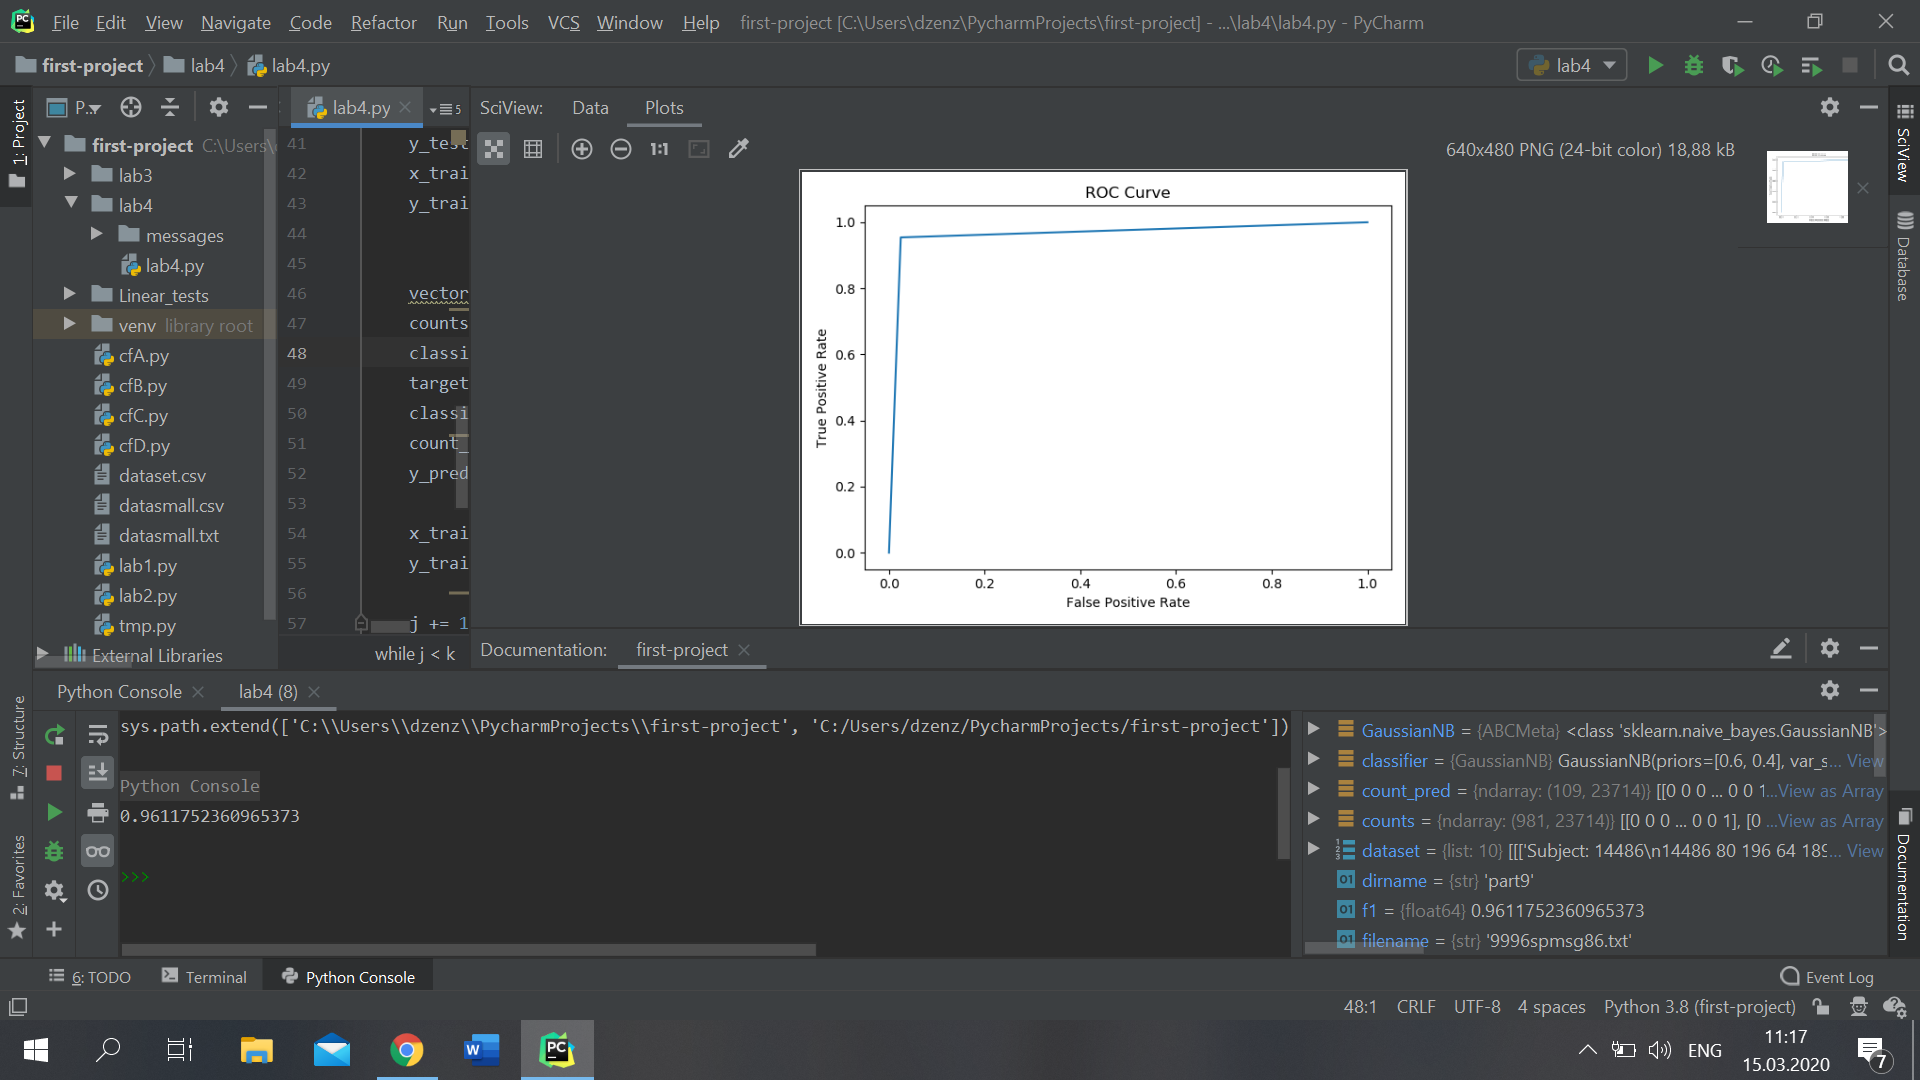 File Edit View Navigate Code Refactor Run Tools VCS Window Help first-project [C:\Users\dzenz\PycharmProjects\first-project] - ...\lab4\lab4.py - PyCharm
first-project lab4 lab4.py
lab4
1: Project
P..
lab4.py
5
SciView: Data Plots
first-project C:\Users\
lab3
lab4
messages
lab4.py
Linear_tests
venv library root
cfA.py
cfB.py
cfC.py
cfD.py
dataset.csv
datasmall.csv
datasmall.txt
lab1.py
lab2.py
tmp.py
External Libraries
41 y_test
42 x_trai
43 y_trai
44
45
46 vector
47 counts
48 classi
49 target
50 classi
51 count_
52 y_pred
53
54 x_trai
55 y_trai
56
57 j += 1
while j < k
1:1
640x480 PNG (24-bit color) 18,88 kB
ROC Curve
1.0
0.8
0.6
0.4
0.2
0.0
True Positive Rate
0.0 0.2 0.4 0.6 0.8 1.0
False Positive Rate
SciView
Database
Documentation: first-project
Python Console lab4 (8)
7: Structure
2: Favorites
sys.path.extend(['C:\\Users\\dzenz\\PycharmProjects\\first-project', 'C:/Users/dzenz/PycharmProjects/first-project'])
Python Console
0.9611752360965373
>>>
GaussianNB = {ABCMeta} <class 'sklearn.naive_bayes.GaussianNB'>
classifier = {GaussianNB} GaussianNB(priors=[0.6, 0.4], var_s... View
count_pred = {ndarray: (109, 23714)} [[0 0 0 ... 0 0 1...View as Array
counts = {ndarray: (981, 23714)} [[0 0 0 ... 0 0 1], [0 ...View as Array
dataset = {list: 10} [[['Subject: 14486\n14486 80 196 64 189... View
dirname = {str} 'part9'
f1 = {float64} 0.9611752360965373
filename = {str} '9996spmsg86.txt'
Documentation
6: TODO Terminal Python Console Event Log
48:1 CRLF UTF-8 4 spaces Python 3.8 (first-project)
ENG
11:17
15.03.2020
7